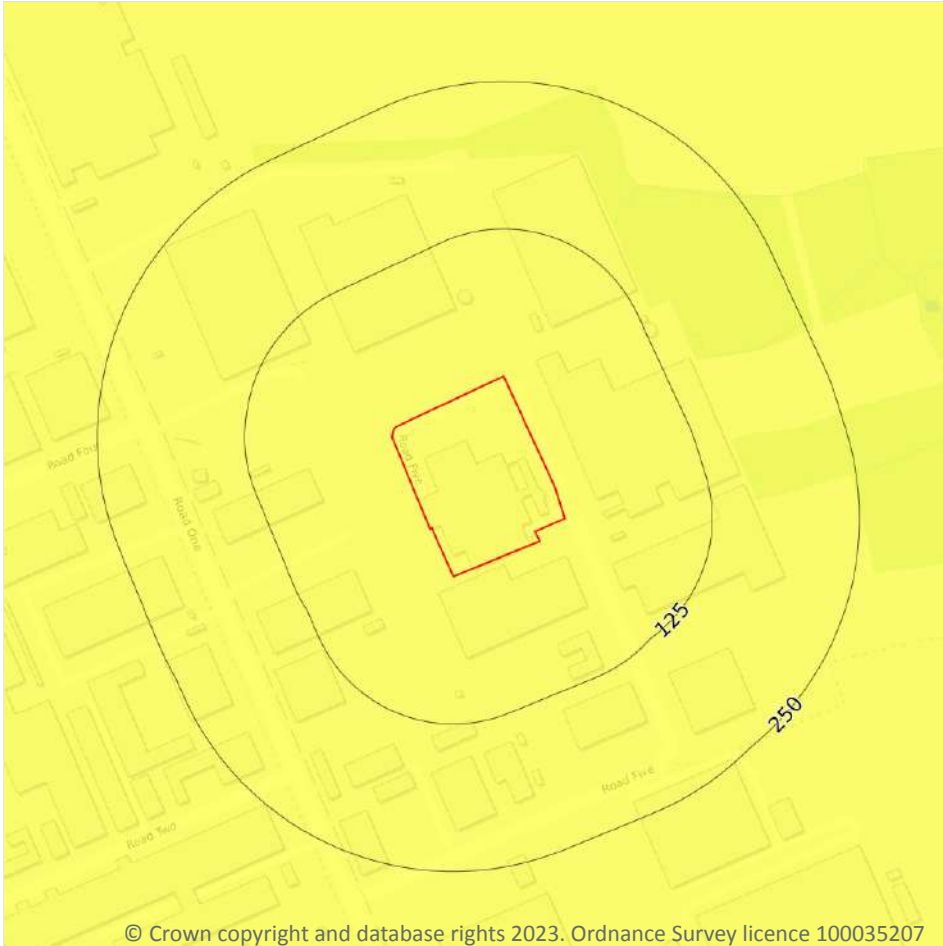 Road Five
Road Four
Road One
125
250
Road Five
Road Two
© Crown copyright and database rights 2023. Ordnance Survey licence 100035207